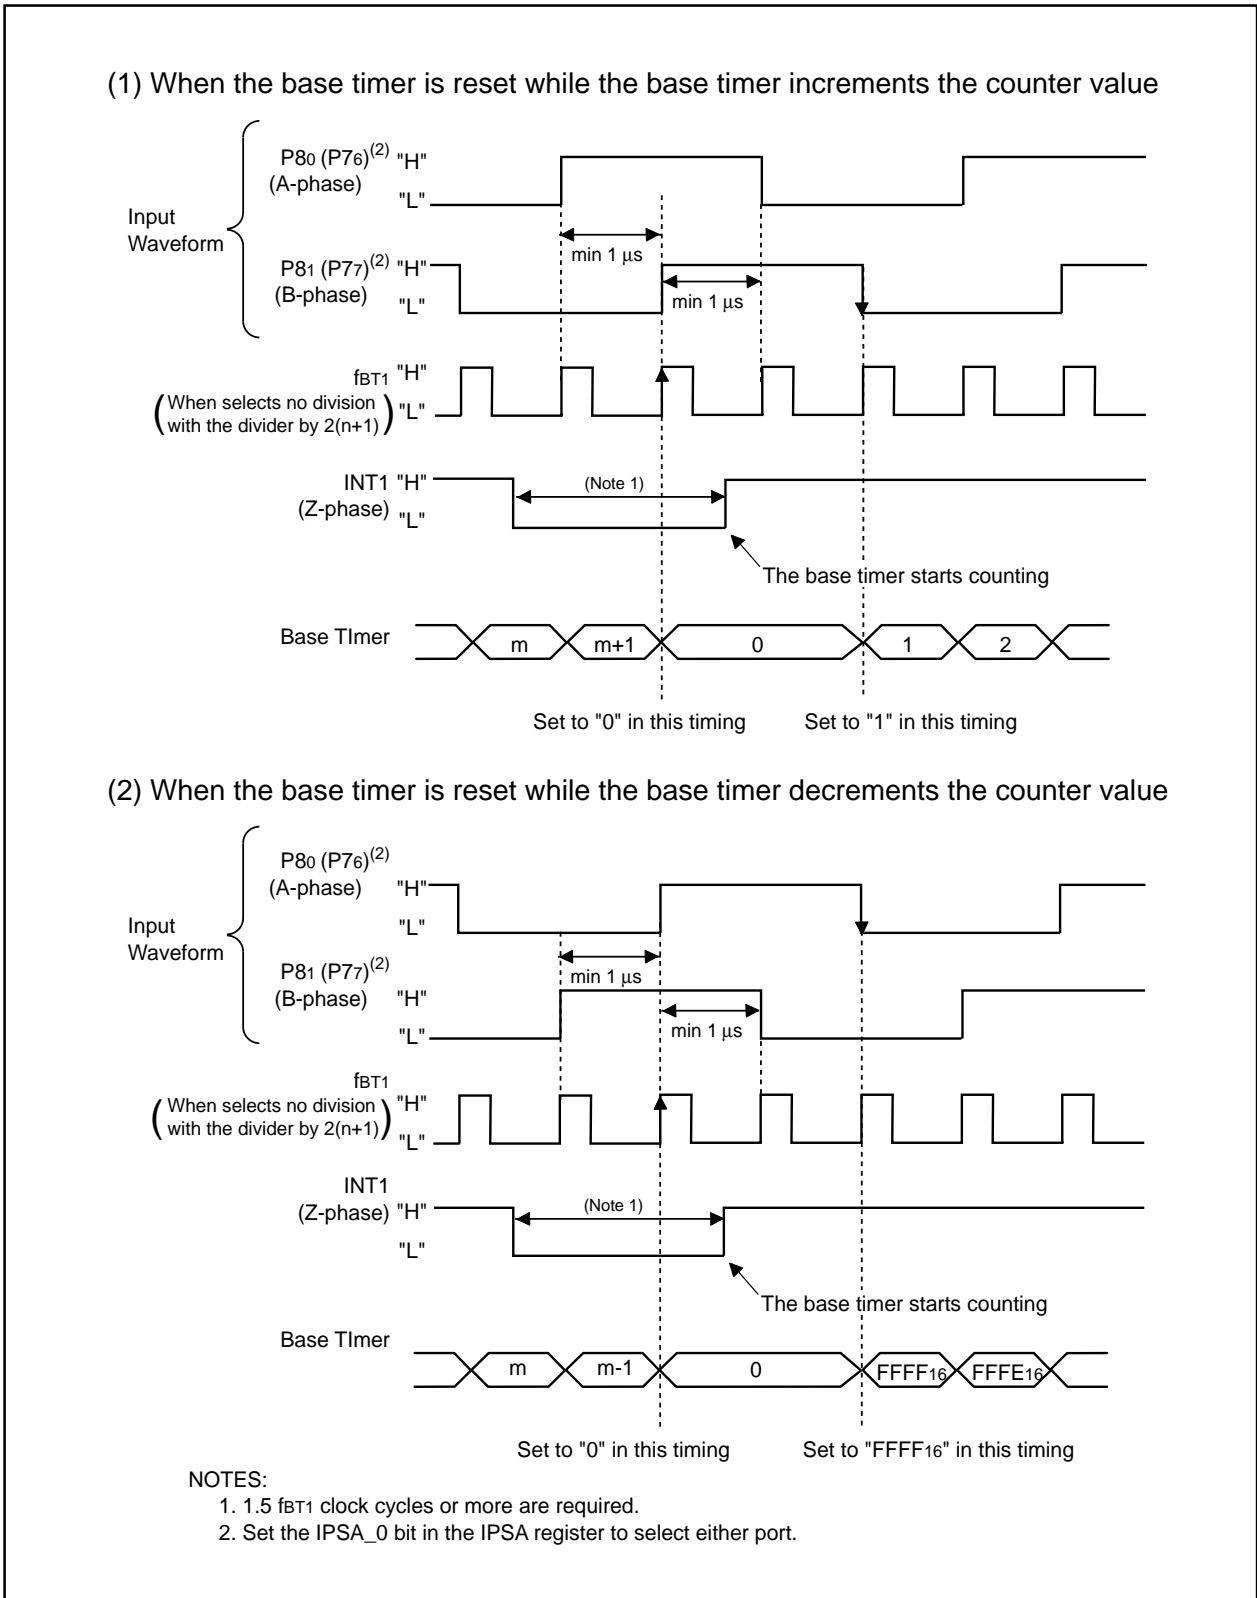 (1) When the base timer is reset while the base timer increments the counter value
P80 (P76)(2) "H"
(A-phase)
"L"
Input
Waveform
min 1 μs
P81 (P77)(2) "H"
(B-phase)
"L"
min 1 μs
fBT1 "H"
(When selects no division
with the divider by 2(n+1)) "L"
INT1 "H"
(Z-phase) "L"
(Note 1)
The base timer starts counting
Base TImer
m m+1 0 1 2
Set to "0" in this timing Set to "1" in this timing
(2) When the base timer is reset while the base timer decrements the counter value
P80 (P76)(2)
(A-phase) "H"
"L"
Input
Waveform
min 1 μs
P81 (P77)(2)
(B-phase) "H"
"L"
min 1 μs
fBT1
(When selects no division "H"
with the divider by 2(n+1)) "L"
INT1
(Z-phase) "H"
"L"
(Note 1)
The base timer starts counting
Base TImer
m m-1 0 FFFF16 FFFE16
Set to "0" in this timing Set to "FFFF16" in this timing
NOTES:
1. 1.5 fBT1 clock cycles or more are required.
2. Set the IPSA_0 bit in the IPSA register to select either port.